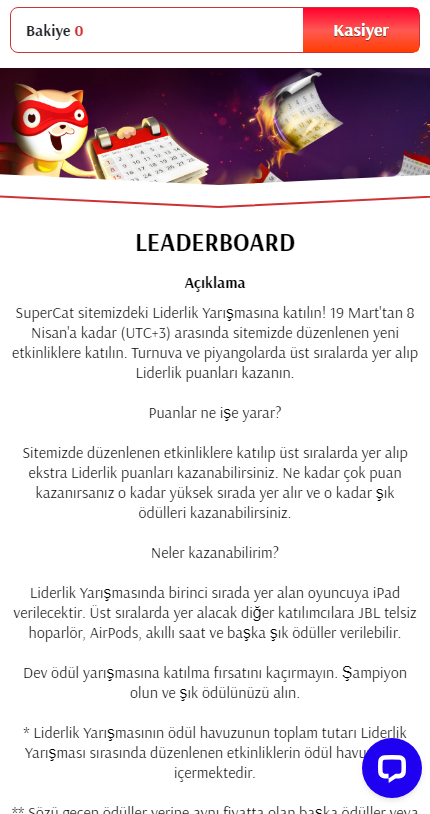 Bakiye 0
Kasiyer
LEADERBOARD
Açıklama
SuperCat sitemizdeki Liderlik Yarışmasına katılın! 19 Mart'tan 8
Nisan'a kadar (UTC+3) arasında sitemizde düzenlenen yeni
etkinliklere katılın. Turnuva ve piyangolarda üst sıralarda yer alıp
Liderlik puanları kazanın.
Puanlar ne işe yarar?
Sitemizde düzenlenen etkinliklere katılıp üst sıralarda yer alıp
ekstra Liderlik puanları kazanabilirsiniz. Ne kadar çok puan
kazanırsanız o kadar yüksek sırada yer alır ve o kadar şık
ödülleri kazanabilirsiniz.
Neler kazanabilirim?
Liderlik Yarışmasında birinci sırada yer alan oyuncuya iPad
verilecektir. Üst sıralarda yer alacak diğer katılımcılara JBL telsiz
hoparlör, AirPods, akıllı saat ve başka şık ödüller verilebilir.
Dev ödül yarışmasına katılma fırsatını kaçırmayın. Şampiyon
olun ve şık ödülünüzü alın.
* Liderlik Yarışmasının ödül havuzunun toplam tutarı Liderlik
Yarışması sırasında düzenlenen etkinliklerin ödül
içermektedir.
** Sözü geçen ödüller yerine aynı fiyatta olan başka ödüller veya